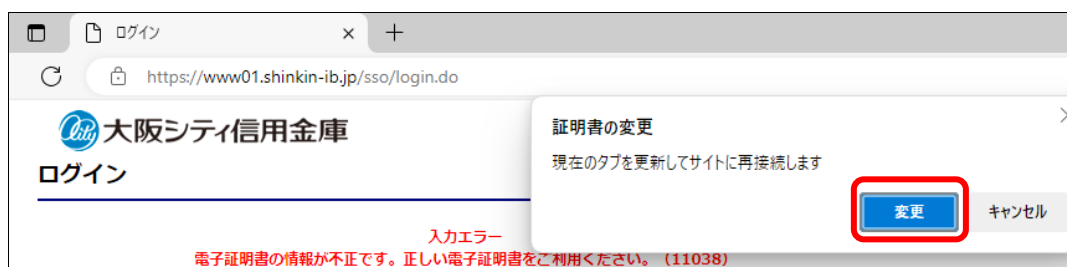 ログイン
https://www01.shinkin-ib.jp/sso/login.do
大阪シティ信用金庫
ログイン
証明書の変更
現在のタブを更新してサイトに再接続します
変更
キャンセル
入力エラー
電子証明書の情報が不正です。正しい電子証明書をご利用ください。（11038）